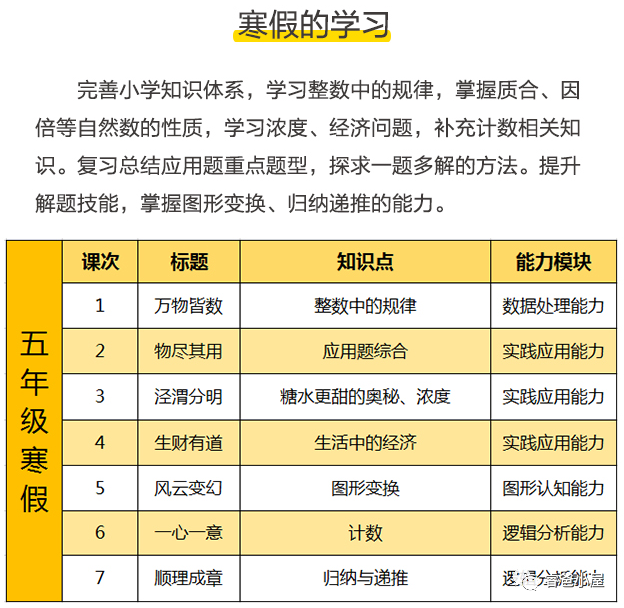 寒假的学习
完善小学知识体系，学习整数中的规律，掌握质合、因
倍等自然数的性质，学习浓度、经济问题，补充计数相关知
识。复习总结应用题重点题型，探求一题多解的方法。提升
解题技能，掌握图形变换、归纳递推的能力。
五年级寒假
课次 标题 知识点 能力模块
1 万物皆数 整数中的规律 数据处理能力
2 物尽其用 应用题综合 实践应用能力
3 泾渭分明 糖水更甜的奥秘、浓度 实践应用能力
4 生财有道 生活中的经济 实践应用能力
5 风云变幻 图形变换 图形认知能力
6 一心一意 计数 逻辑分析能力
7 顺理成章 归纳与递推 逻辑分析能力